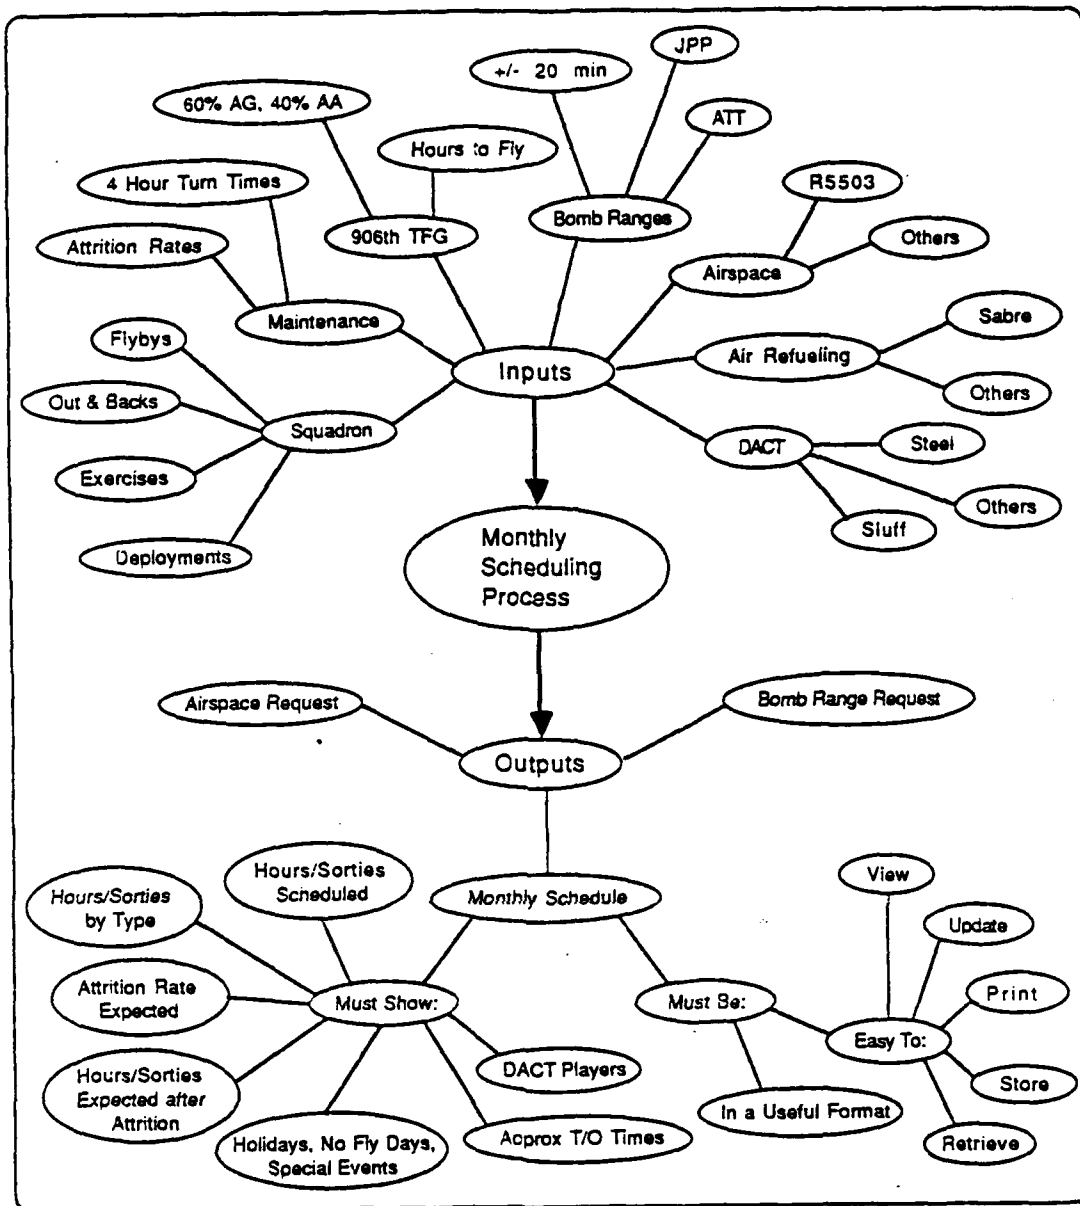 JPP
+/- 20 min
60% AG, 40% AA
ATT
Hours to Fly
4 Hour Turn Times
R5503
Bomb Ranges
906th TFG
Attrition Rates
Others
Airspace
Maintenance
Sabre
Flybys
Air Refueling
Inputs
Others
Out & Backs
Squadron
DACT
Steel
Exercises
Others
Sluff
Deployments
Monthly
Scheduling
Process
Airspace Request
Bomb Range Request
Outputs
Hours/Sorties
Scheduled
View
Hours/Sorties
by Type
Monthly Schedule
Update
Attrition Rate
Expected
Must Show:
Must Be:
Print
Easy To:
DACT Players
Hours/Sorties
Expected after
Attrition
Store
In a Useful Format
Holidays, No Fly Days,
Special Events
Approx T/O Times
Retrieve